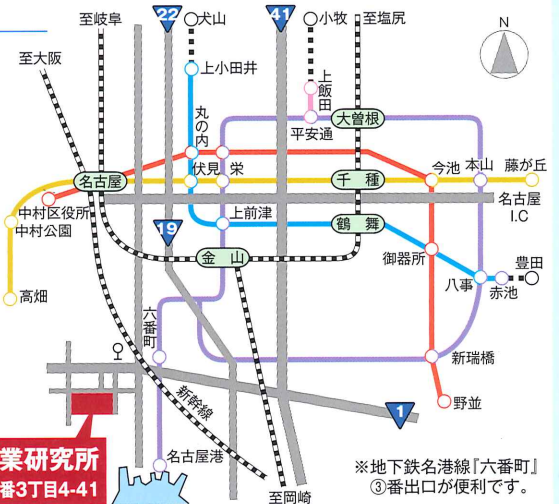 至岐阜
22
犬山
41
小牧
至塩尻
N
至大阪
上小田井
上飯田
丸の内
平安通
大曽根
名古屋
伏見
栄
千種
今池
本山
藤が丘
中村区役所
中村公園
名古屋
I.C
上前津
鶴舞
19
金山
御器所
高畑
八事
赤池
豊田
六番町
新幹線
新瑞橋
1
野並
業研究所
番3丁目4-41
名古屋港
至岡崎
※地下鉄名港線『六番町』
③番出口が便利です。